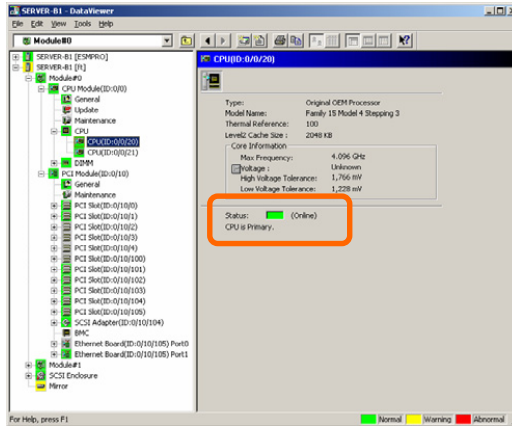 SERVER-B1 - DataViewer
File Edit View Tools Help
Module#0
SERVER-B1 [ESMPRO]
SERVER-B1 [ft]
Module#0
CPU Module(ID:0/0)
General
Update
Maintenance
CPU
CPU(ID:0/0/20)
CPU(ID:0/0/21)
DIMM
PCI Module(ID:0/10)
General
Maintenance
PCI Slot(ID:0/10/0)
PCI Slot(ID:0/10/1)
PCI Slot(ID:0/10/2)
PCI Slot(ID:0/10/3)
PCI Slot(ID:0/10/4)
PCI Slot(ID:0/10/100)
PCI Slot(ID:0/10/101)
PCI Slot(ID:0/10/102)
PCI Slot(ID:0/10/103)
PCI Slot(ID:0/10/104)
PCI Slot(ID:0/10/105)
SCSI Adapter(ID:0/10/104)
BMC
Ethernet Board(ID:0/10/105) Port0
Ethernet Board(ID:0/10/105) Port1
Module#1
SCSI Enclosure
Mirror
CPU(ID:0/0/20)
Type: Original OEM Processor
Model Name: Family 15 Model 4 Stepping 3
Thermal Reference: 100
Level2 Cache Size : 2048 KB
Core Information
Max Frequency: 4.096 GHz
Voltage : Unknown
High Voltage Tolerance: 1,766 mV
Low Voltage Tolerance: 1,228 mV
Status: (Online)
CPU is Primary.
For Help, press F1
Normal Warning Abnormal